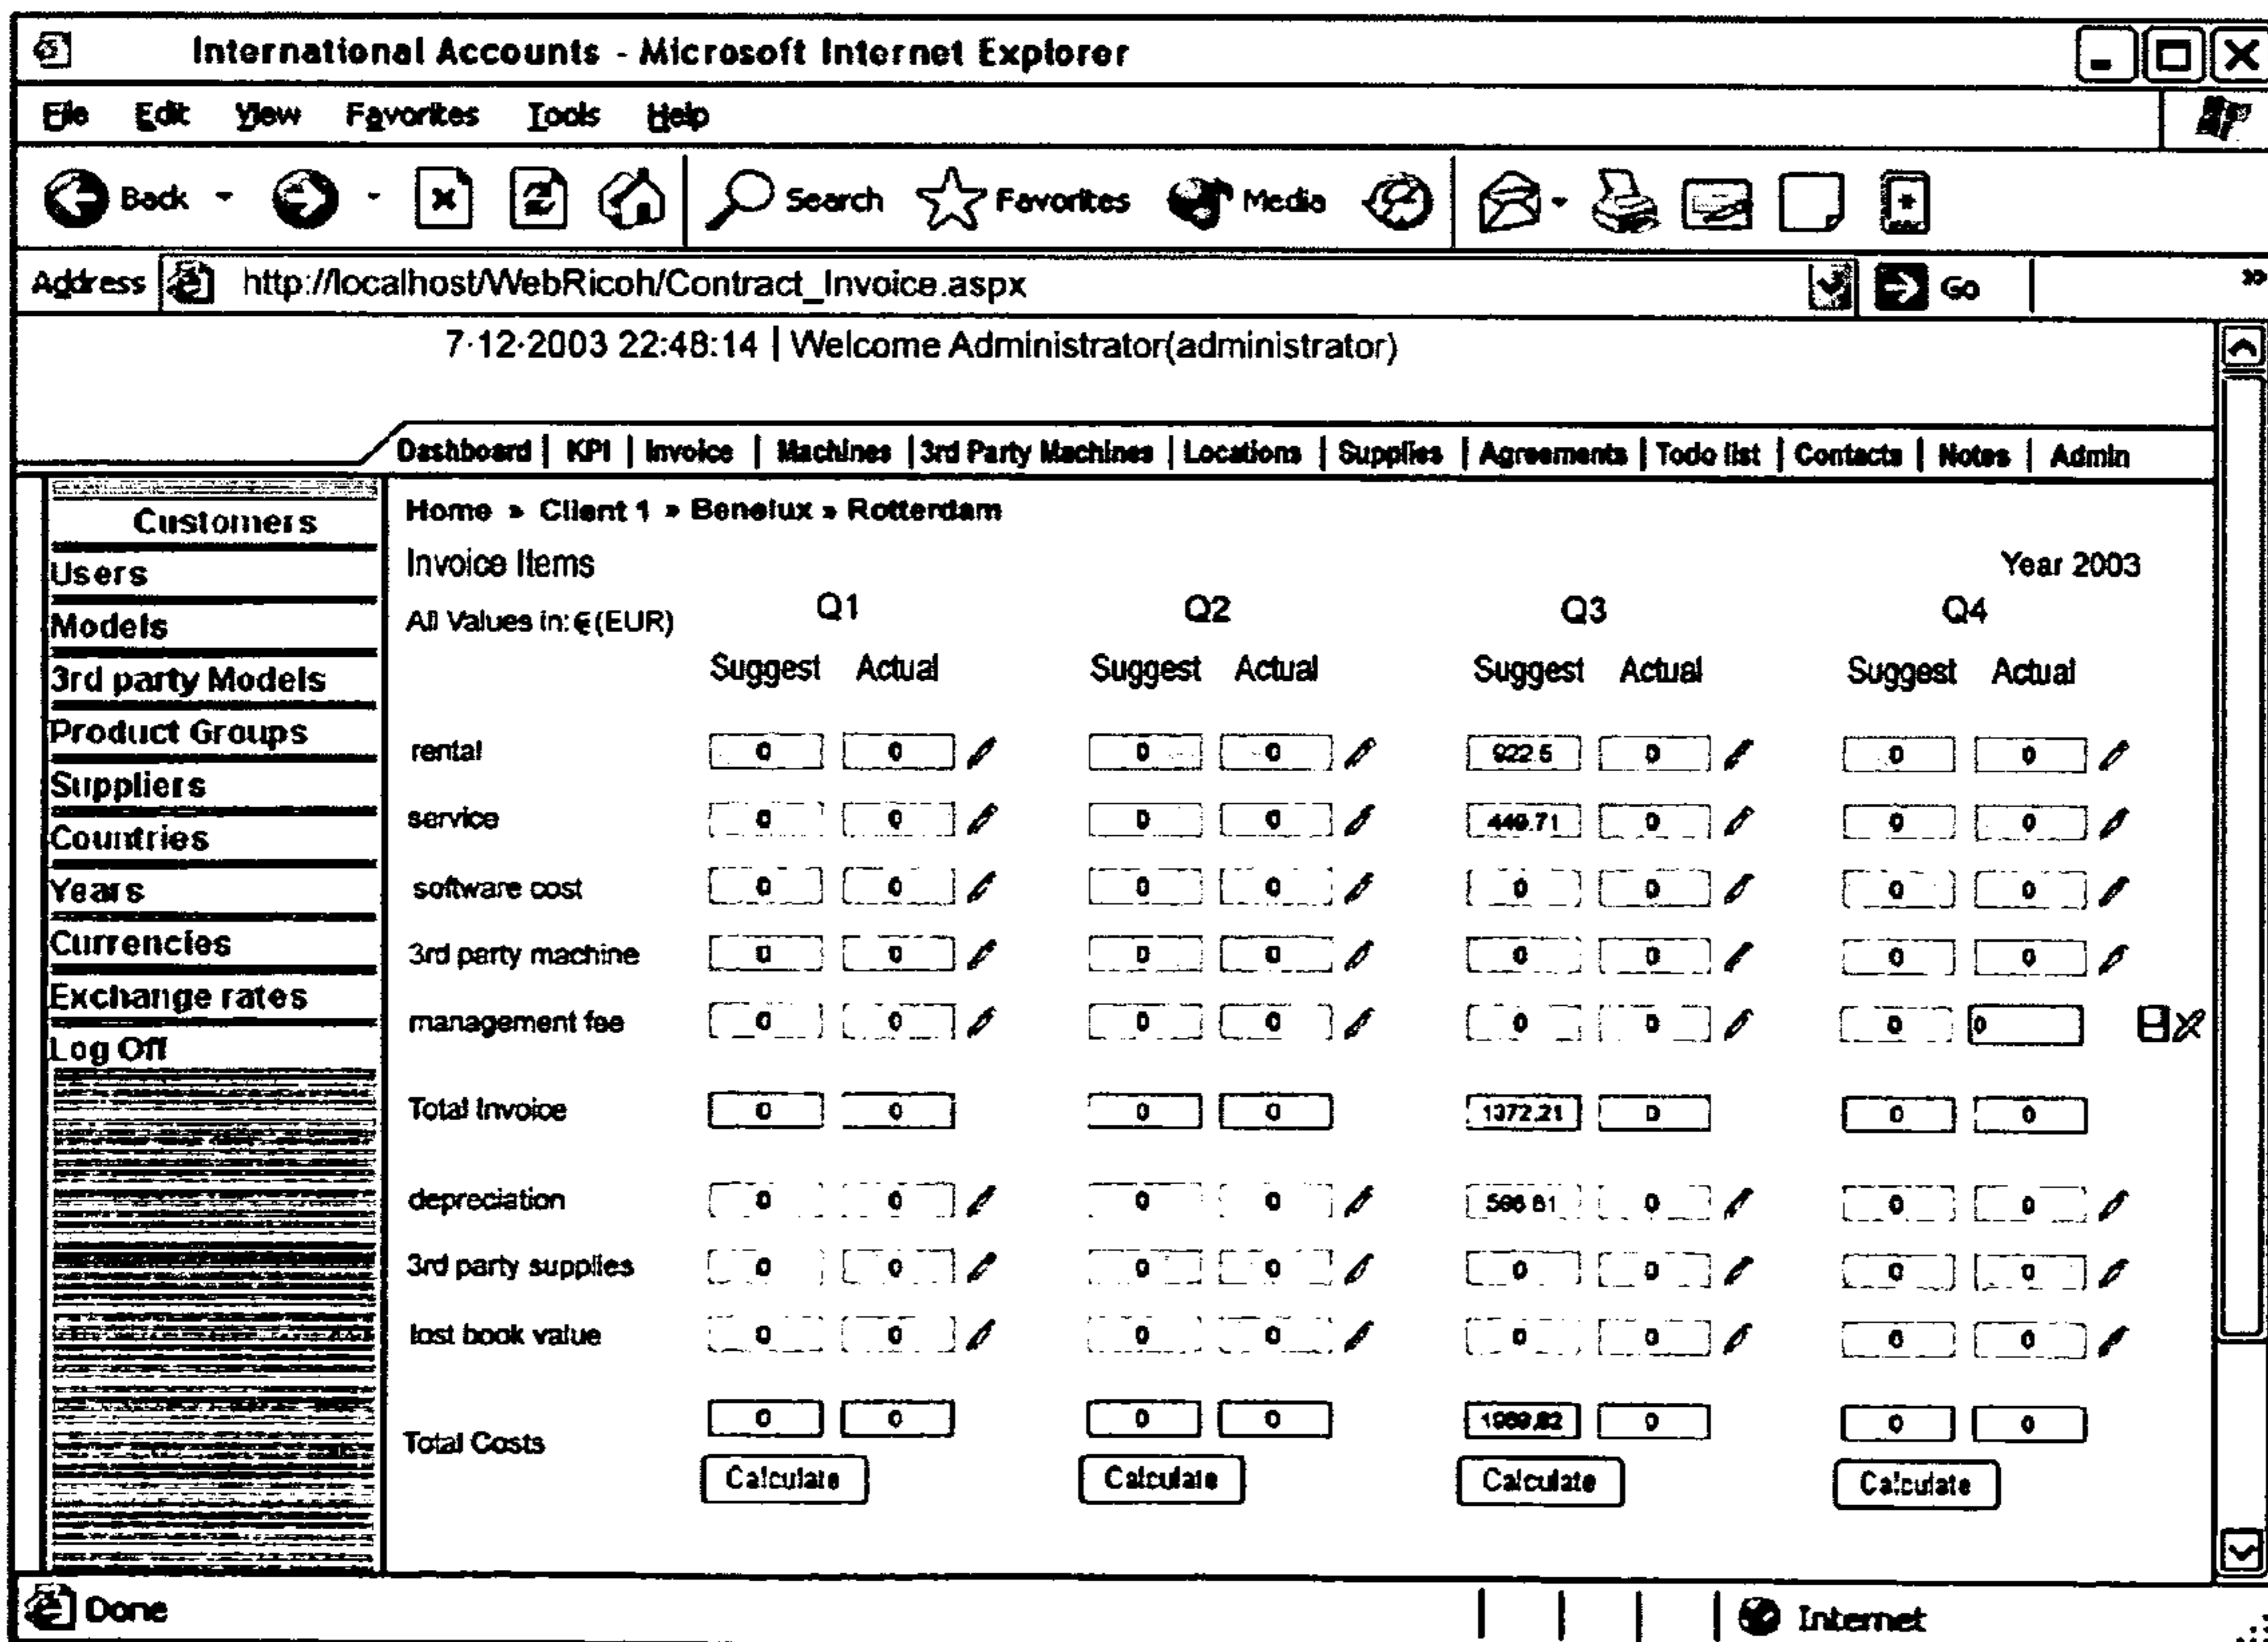 International Accounts - Microsoft Internet Explorer
File Edit View Favorites Tools Help
Back Search Favorites Media
Address http://localhost/WebRicoh/Contract_Invoice.aspx Go »
7·12·2003 22:48:14 | Welcome Administrator(administrator)
Dashboard | KPI | Invoice | Machines | 3rd Party Machines | Locations | Supplies | Agreements | Todo list | Contacts | Notes | Admin
Customers
Users
Models
3rd party Models
Product Groups
Suppliers
Countries
Years
Currencies
Exchange rates
Log Off
Home » Client 1 » Benelux » Rotterdam
Invoice Items Year 2003
All Values in:€(EUR) Q1 Q2 Q3 Q4
Suggest Actual Suggest Actual Suggest Actual Suggest Actual
rental 0 0 0 0 922.5 0 0 0
service 0 0 0 0 449.71 0 0 0
software cost 0 0 0 0 0 0 0 0
3rd party machine 0 0 0 0 0 0 0 0
management fee 0 0 0 0 0 0 0 0
Total Invoice 0 0 0 0 1372,21 0 0 0
depreciation 0 0 0 0 0 0 0
3rd party supplies 0 0 0 0 0 0 0 0
lost book value 0 0 0 0 0 0 0 0
Total Costs 0 0 0 0 0 0 0
Calculate Calculate Calculate Calculate
Done Internet